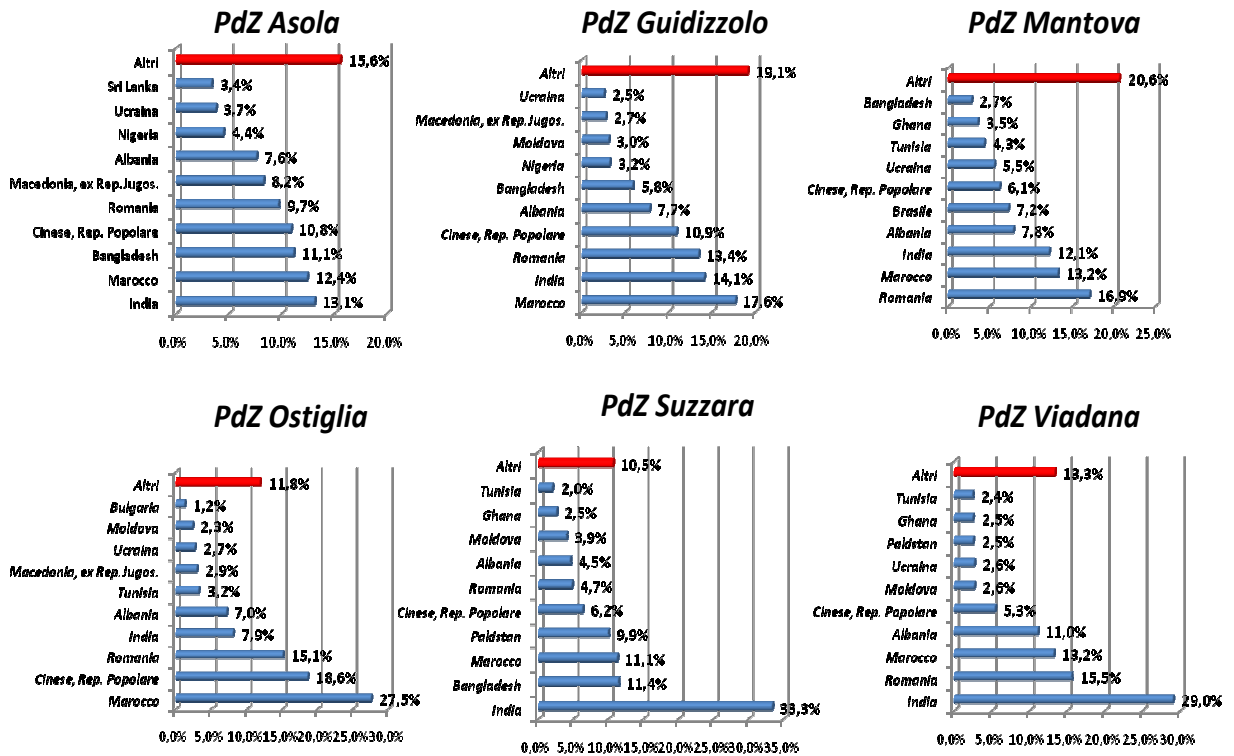 PdZ Asola
Altri 15,6%
Sri Lanka 3,4%
Ucraina 3,7%
Nigeria 4,4%
Albania 7,6%
Macedonia, ex Rep.Jugos. 8,2%
Romania 9,7%
Cinese, Rep. Popolare 10,8%
Bangladesh 11,1%
Marocco 12,4%
India 13,1%
0,0% 5,0% 10,0% 15,0% 20,0%
PdZ Guidizzolo
Altri 19,1%
Ucraina 2,5%
Macedonia, ex Rep.Jugos. 2,7%
Moldova 3,0%
Nigeria 3,2%
Bangladesh 5,8%
Albania 7,7%
Cinese, Rep. Popolare 10,9%
Romania 13,4%
India 14,1%
Marocco 17,6%
0,0% 5,0% 10,0% 15,0% 20,0%
PdZ Mantova
Altri 20,6%
Bangladesh 2,7%
Ghana 3,5%
Tunisia 4,3%
Ucraina 5,5%
Cinese, Rep. Popolare 6,1%
Brasile 7,2%
Albania 7,8%
India 12,1%
Marocco 13,2%
Romania 16,9%
0,0% 5,0% 10,0% 15,0% 20,0% 25,0%
PdZ Ostiglia
Altri 11,8%
Bulgaria 1,2%
Moldova 2,3%
Ucraina 2,7%
Macedonia, ex Rep.Jugos. 2,9%
Tunisia 3,2%
Albania 7,0%
India 7,9%
Romania 15,1%
Cinese, Rep. Popolare 18,6%
Marocco 27,5%
0,0% 5,0% 10,0% 15,0% 20,0% 25,0% 30,0%
PdZ Suzzara
Altri 10,5%
Tunisia 2,0%
Ghana 2,5%
Moldova 3,9%
Albania 4,5%
Romania 4,7%
Cinese, Rep. Popolare 6,2%
Pakistan 9,9%
Marocco 11,1%
Bangladesh 11,4%
India 33,3%
0,0% 5,0% 10,0% 15,0% 20,0% 25,0% 30,0% 35,0%
PdZ Viadana
Altri 13,3%
Tunisia 2,4%
Ghana 2,5%
Pakistan 2,5%
Ucraina 2,6%
Moldova 2,6%
Cinese, Rep. Popolare 5,3%
Albania 11,0%
Marocco 13,2%
Romania 15,5%
India 29,0%
0,0% 5,0% 10,0% 15,0% 20,0% 25,0% 30,0%